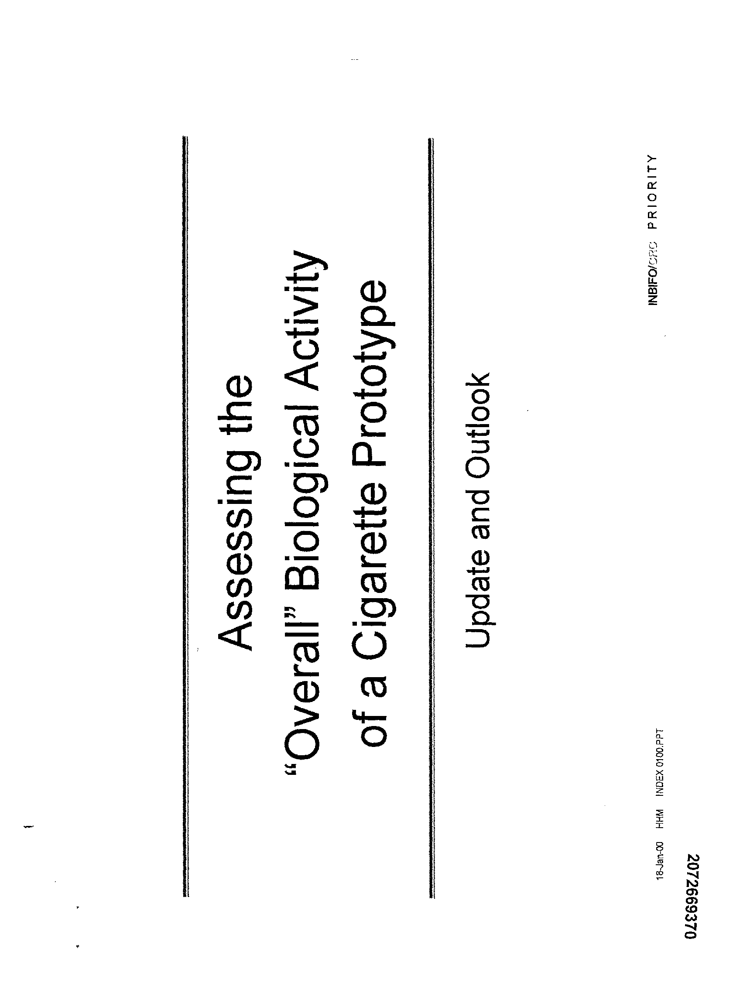 Assessing the
"Overall" Biological Activity
of a Cigarette Prototype
Update and Outlook
18-Jan-00 HHM INDEX 0100.PPT
INBIFO/CRC PRIORITY
2072669370